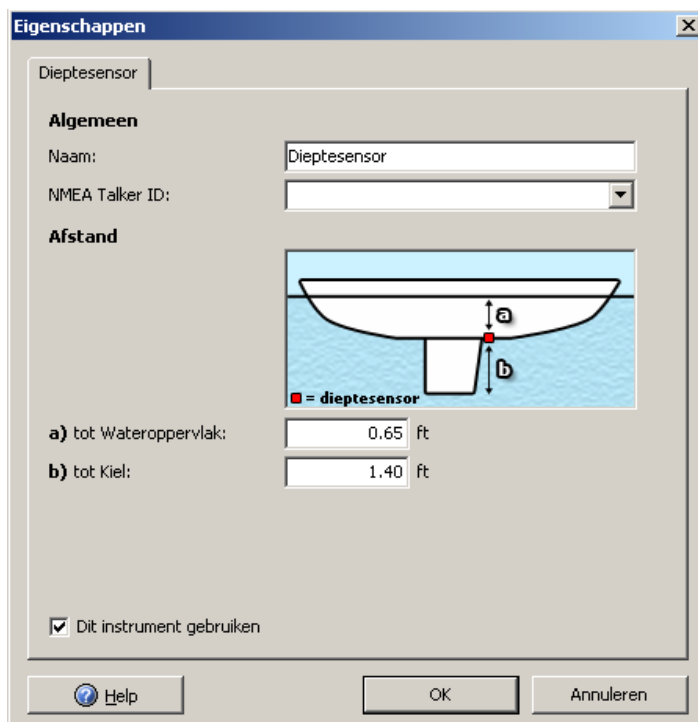 Eigenschappen
Dieptesensor
Algemeen
Naam: Dieptesensor
NMEA Talker ID:
Afstand
a
b
= dieptesensor
a) tot Wateroppervlak: 0.65 ft
b) tot Kiel: 1.40 ft
Dit instrument gebruiken
Help OK Annuleren